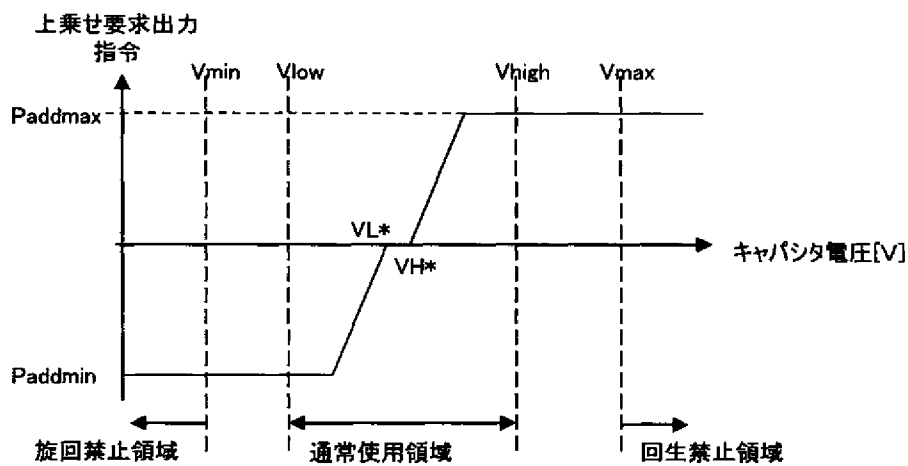 上乗せ要求出力
指令
Vmin
Vlow
Vhigh
Vmax
Paddmax
VL*
VH*
キャパシタ電圧[V]
Paddmin
旋回禁止領域
通常使用領域
回生禁止領域